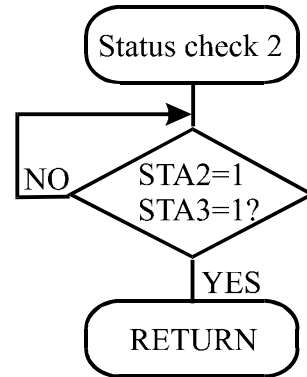 Status check 2
STA2=1
NO
STA3=1?
YES
RETURN